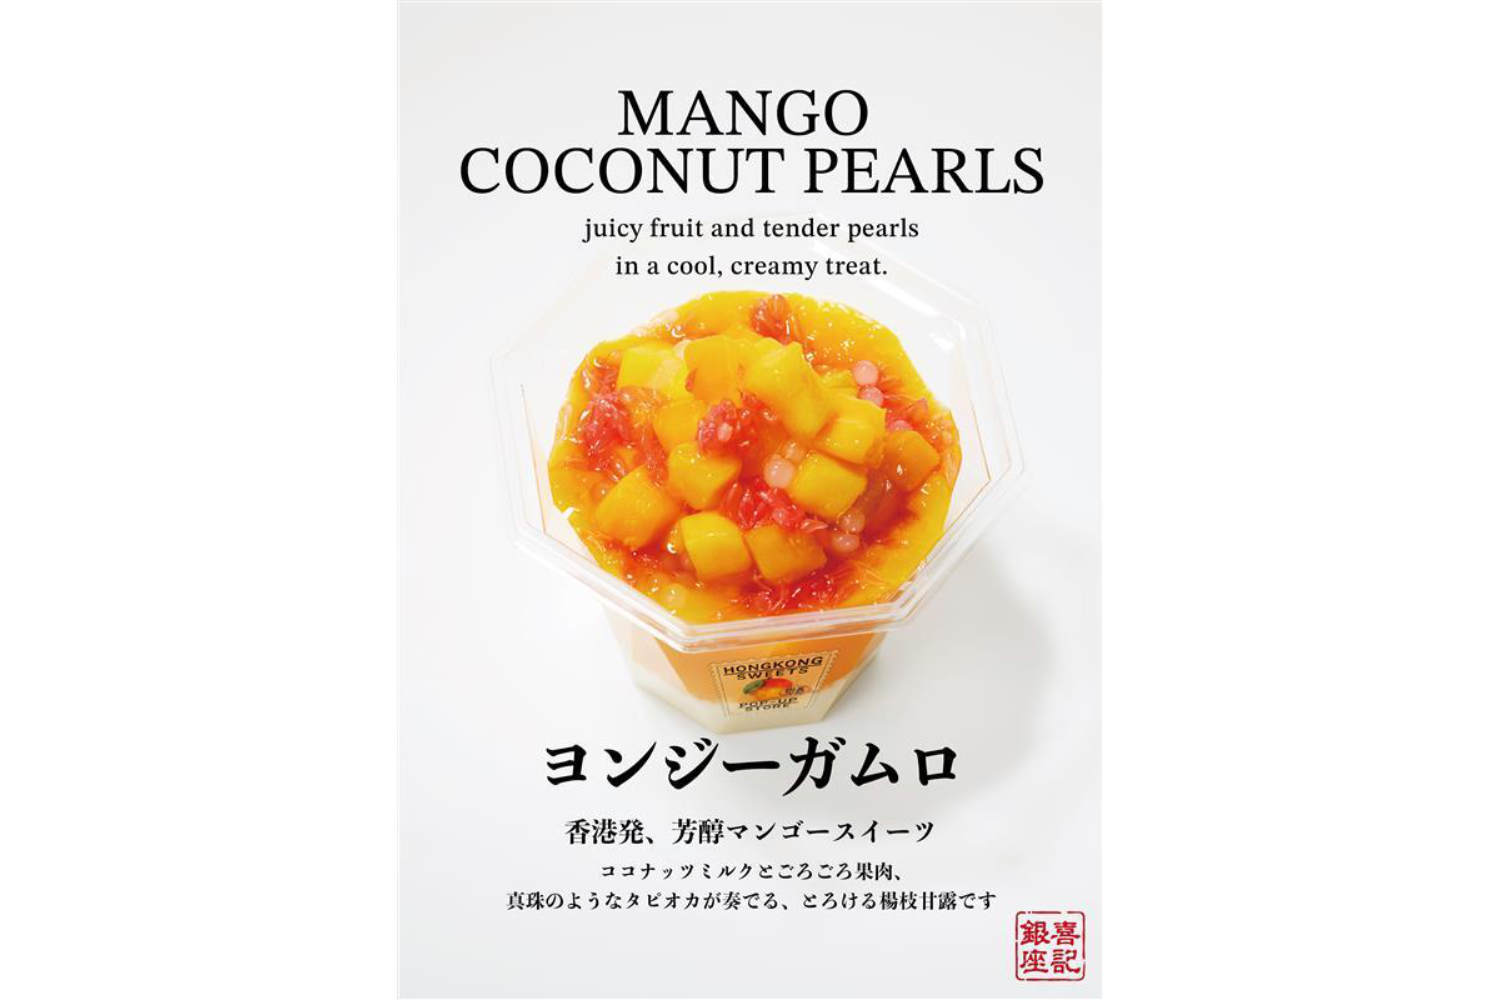 MANGO
COCONUT PEARLS
juicy fruit and tender pearls
in a cool, creamy treat.
HONGKONG
SWEETS
POP-UP
STORE
ヨンジーガムロ
香港発、芳醇マンゴースイーツ
ココナッツミルクとごろごろ果肉、
真珠のようなタピオカが奏でる、とろける楊枝甘露です
喜記
銀座